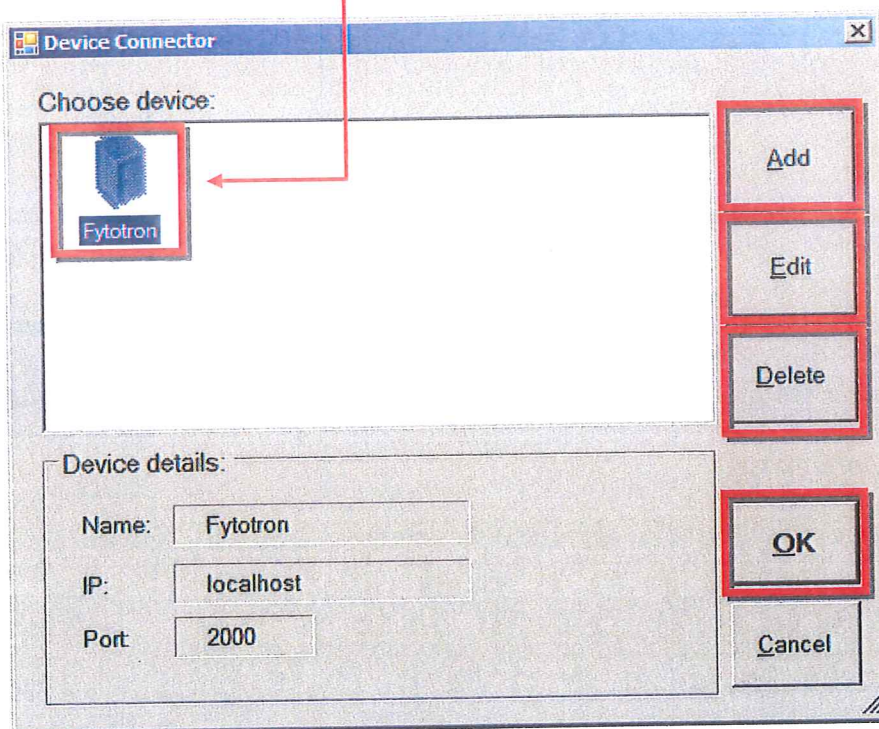 Device Connector
Choose device:
Fytotron
Add
Edit
Delete
Device details:
Name: Fytotron
IP: localhost
Port: 2000
OK
Cancel